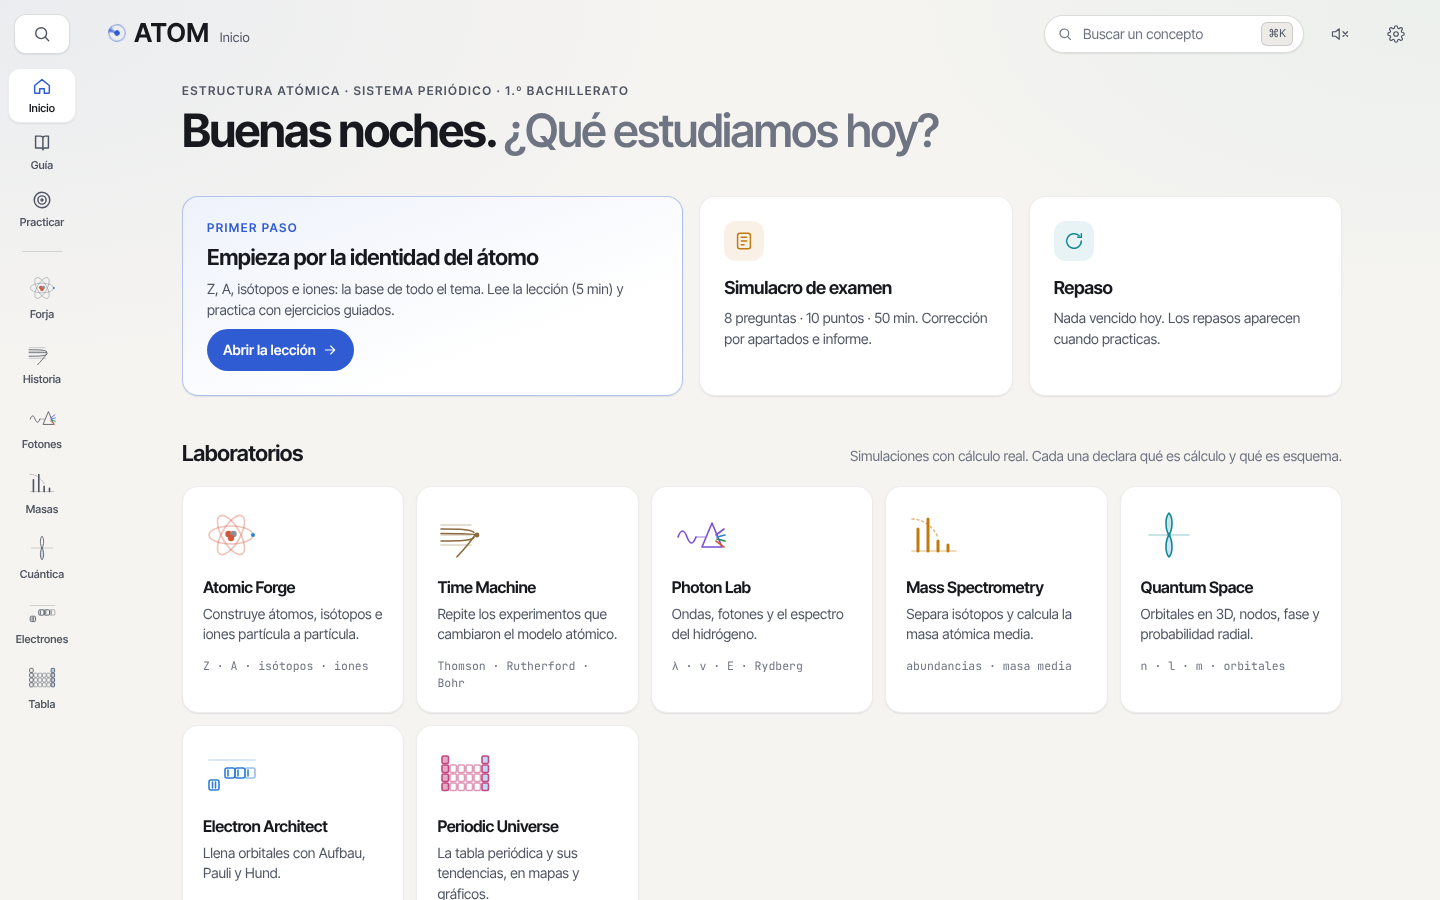 ATOM Inicio
Buscar un concepto ⌘K
Inicio
Guía
Practicar
Forja
Historia
Fotones
Masas
Cuántica
Electrones
Tabla
ESTRUCTURA ATÓMICA · SISTEMA PERIÓDICO · 1.º BACHILLERATO
Buenas noches. ¿Qué estudiamos hoy?
PRIMER PASO
Empieza por la identidad del átomo
Z, A, isótopos e iones: la base de todo el tema. Lee la lección (5 min) y
practica con ejercicios guiados.
Abrir la lección →
Simulacro de examen
8 preguntas · 10 puntos · 50 min. Corrección
por apartados e informe.
Repaso
Nada vencido hoy. Los repasos aparecen
cuando practicas.
Laboratorios
Simulaciones con cálculo real. Cada una declara qué es cálculo y qué es esquema.
Atomic Forge
Construye átomos, isótopos e
iones partícula a partícula.
Z · A · isótopos · iones
Time Machine
Repite los experimentos que
cambiaron el modelo atómico.
Thomson · Rutherford ·
Bohr
Photon Lab
Ondas, fotones y el espectro
del hidrógeno.
λ · ν · E · Rydberg
Mass Spectrometry
Separa isótopos y calcula la
masa atómica media.
abundancias · masa media
Quantum Space
Orbitales en 3D, nodos, fase y
probabilidad radial.
n · l · m · orbitales
Electron Architect
Llena orbitales con Aufbau,
Pauli y Hund.
Periodic Universe
La tabla periódica y sus
tendencias, en mapas y
gráficos.